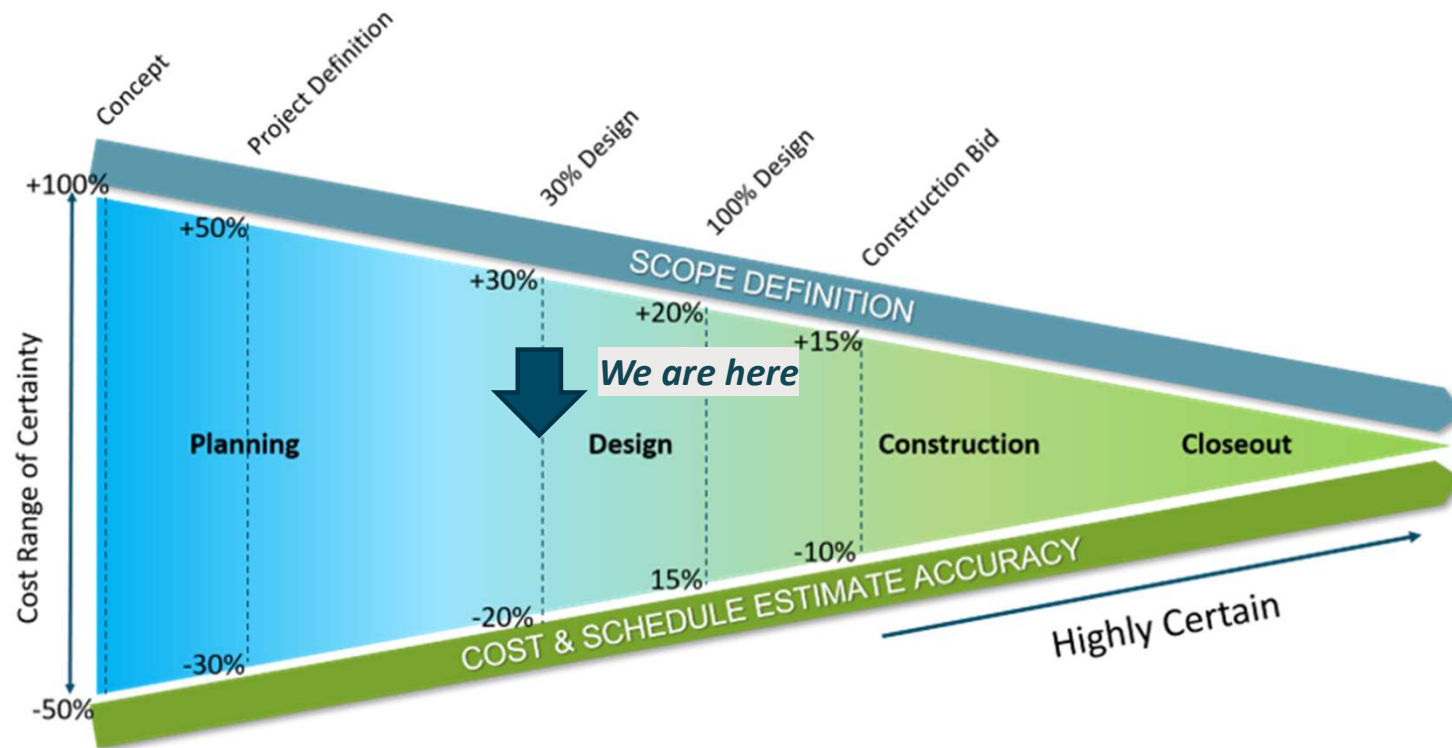 Concept
Project Definition
30% Design
100% Design
Construction Bid
+100%
+50%
+30%
+20%
+15%
SCOPE DEFINITION
We are here
Cost Range of Certainty
Planning
Design
Construction
Closeout
-50%
-30%
-20%
15%
-10%
COST & SCHEDULE ESTIMATE ACCURACY
Highly Certain